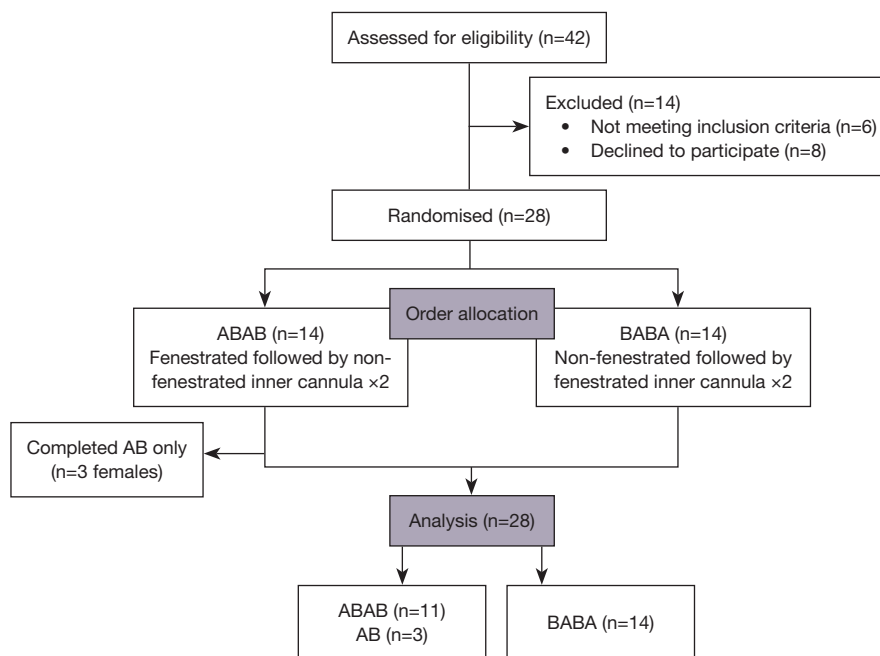 Assessed for eligibility (n=42)
Excluded (n=14)
• Not meeting inclusion criteria (n=6)
• Declined to participate (n=8)
Randomised (n=28)
Order allocation
ABAB (n=14)
Fenestrated followed by non-
fenestrated inner cannula ×2
BABA (n=14)
Non-fenestrated followed by
fenestrated inner cannula ×2
Completed AB only
(n=3 females)
Analysis (n=28)
ABAB (n=11)
AB (n=3)
BABA (n=14)